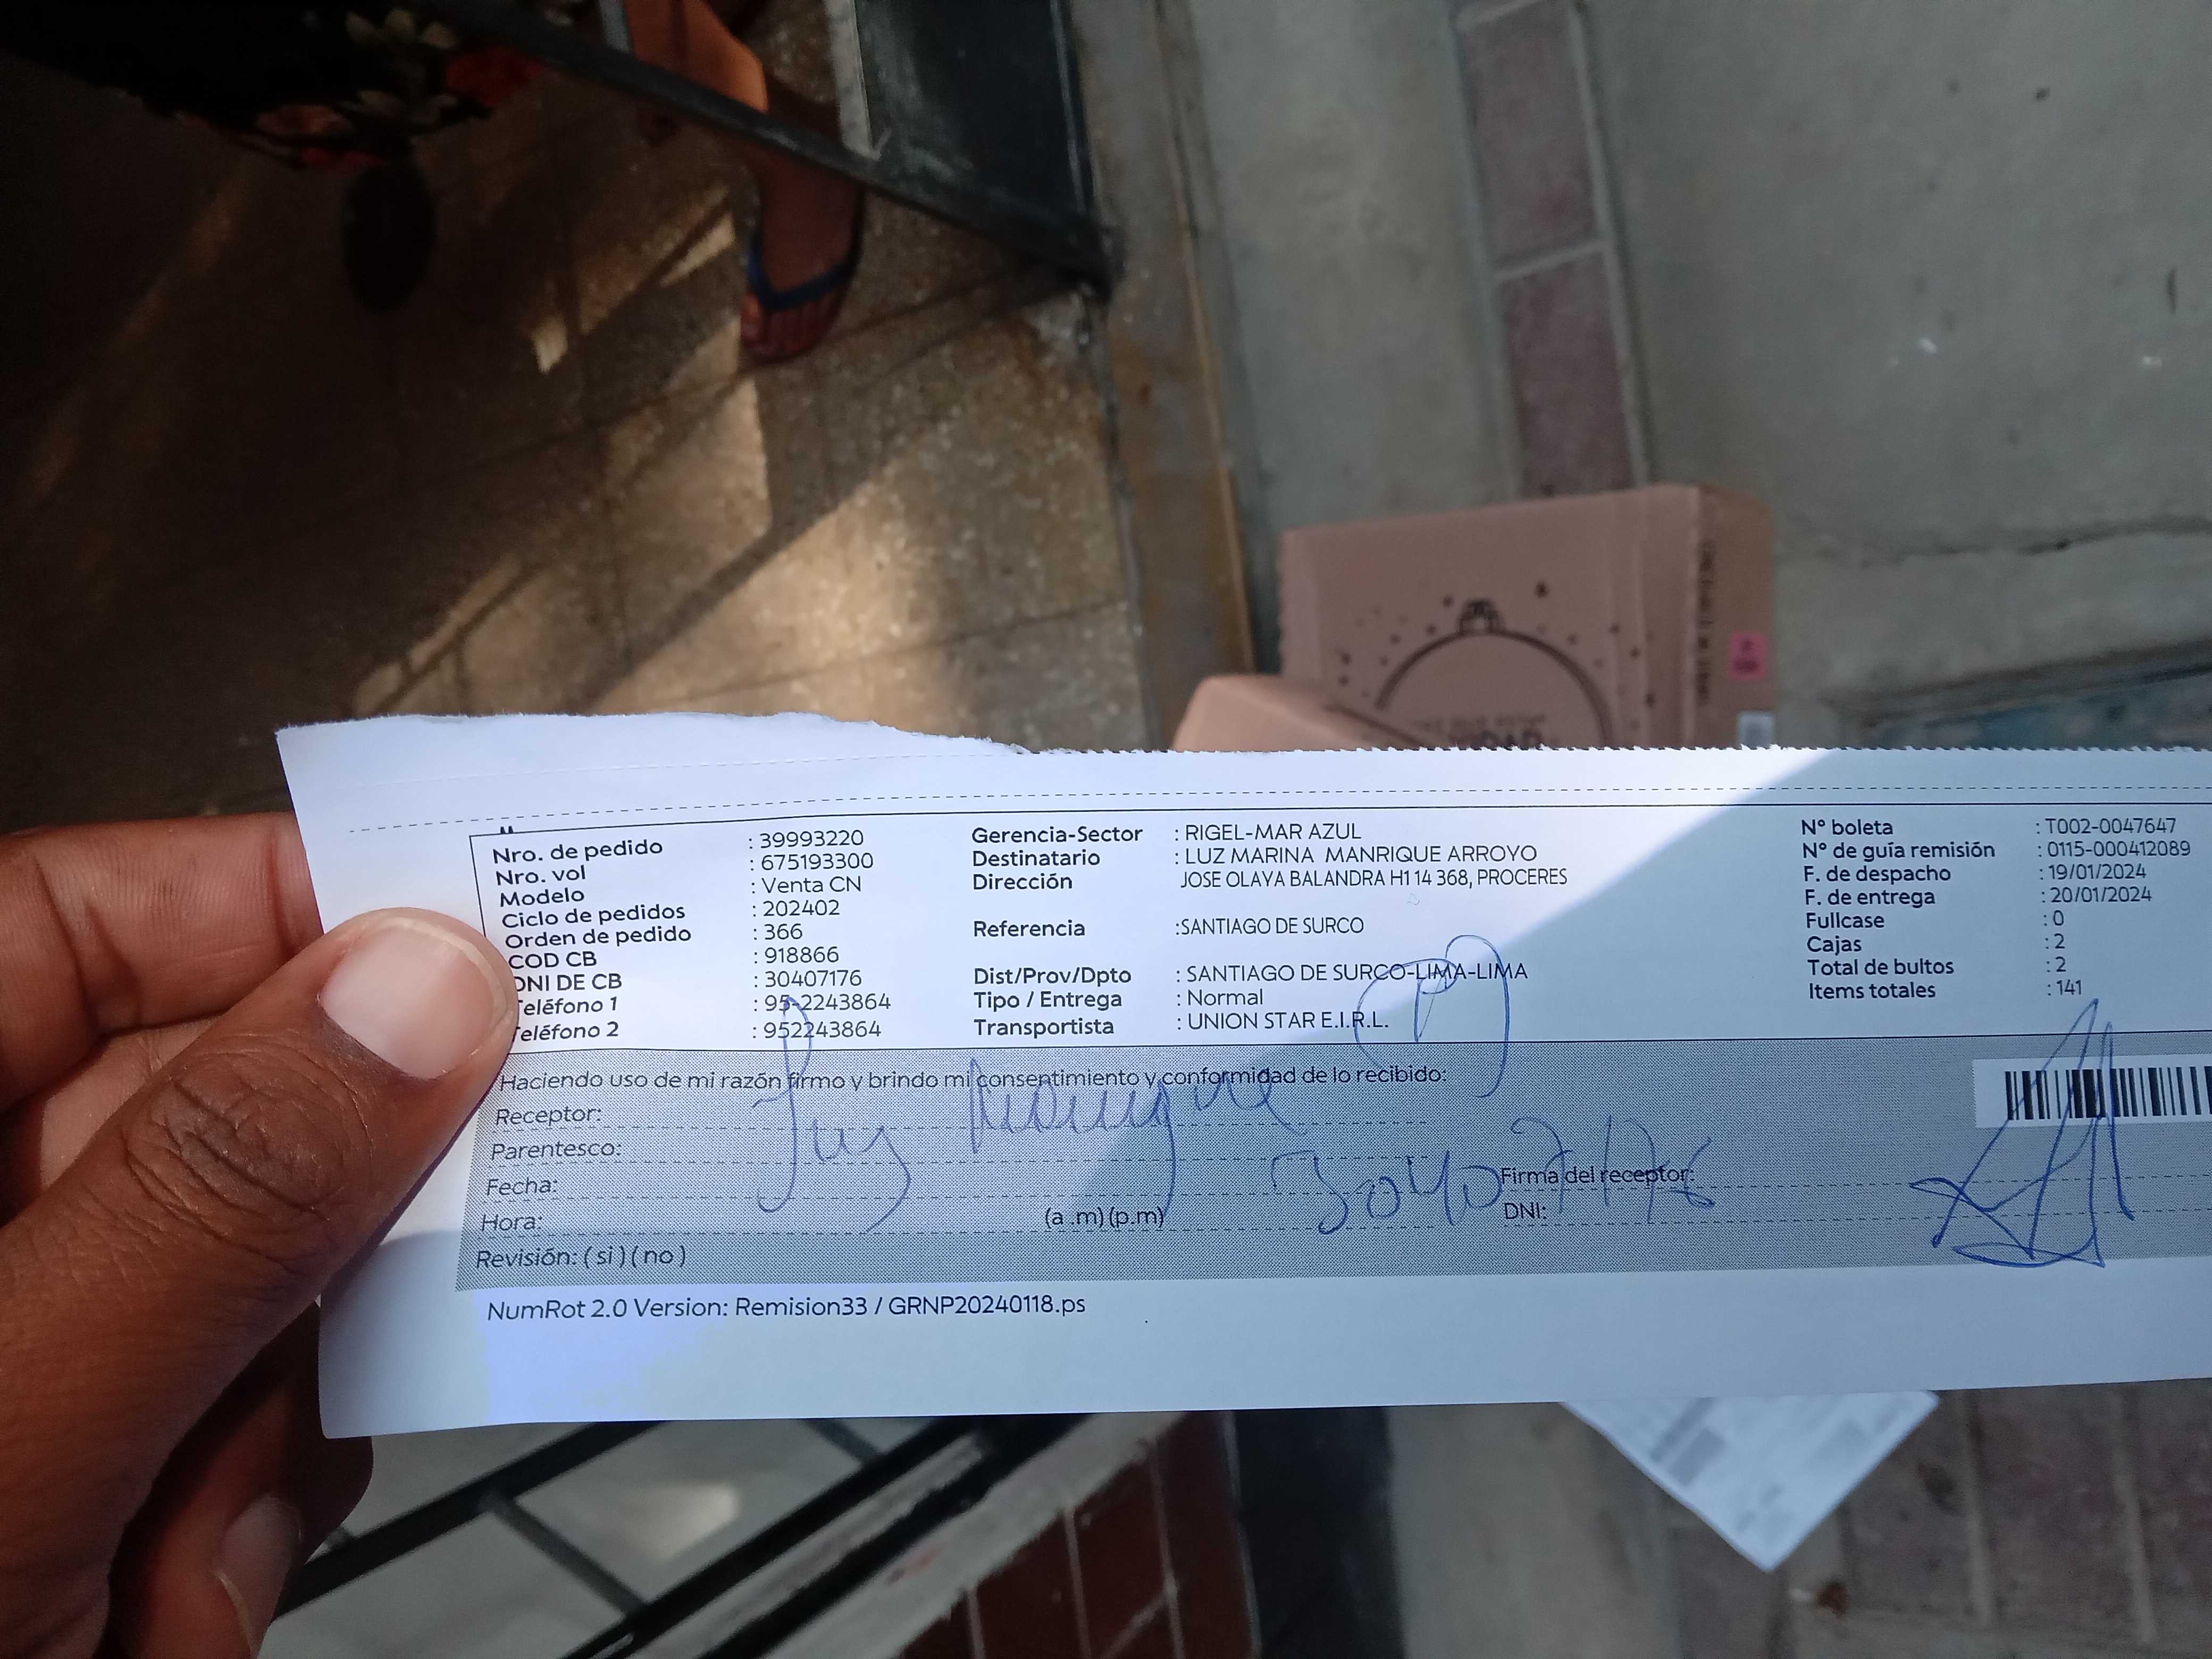 Nro. de pedido : 39993220
Nro. vol : 675193300
Modelo : Venta CN
Ciclo de pedidos : 202402
Orden de pedido : 366
COD CB : 918866
DNI DE CB : 30407176
Teléfono 1 : 95-2243864
Teléfono 2 : 952243864
Gerencia-Sector : RIGEL-MAR AZUL
Destinatario : LUZ MARINA MANRIQUE ARROYO
Dirección JOSE OLAYA BALANDRA H1 14 368, PROCERES
Referencia :SANTIAGO DE SURCO
Dist/Prov/Dpto : SANTIAGO DE SURCO-LIMA-LIMA
Tipo / Entrega : Normal
Transportista : UNION STAR E.I.R.L.
N° boleta : T002-0047647
N° de guía remisión : 0115-000412089
F. de despacho : 19/01/2024
F. de entrega : 20/01/2024
Fullcase : 0
Cajas : 2
Total de bultos : 2
Items totales : 141
Haciendo uso de mi razón firmo y brindo mi consentimiento y conformidad de lo recibido:
Receptor: Luz Manrique
Parentesco:
Fecha:
Hora: (a .m) (p.m)
30407176
Firma del receptor:
DNI:
Revisión: ( si ) ( no )
NumRot 2.0 Version: Remision33 / GRNP20240118.ps